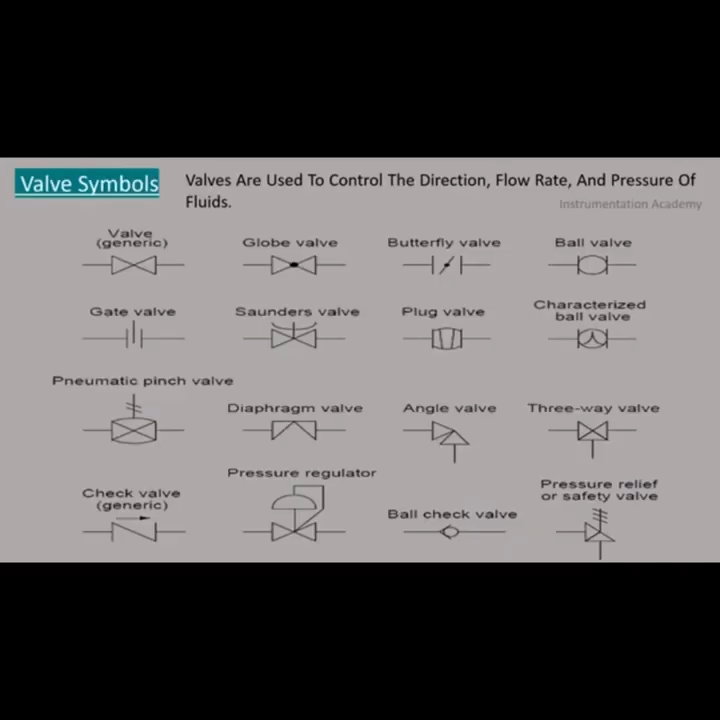 Valve Symbols
Valves Are Used To Control The Direction, Flow Rate, And Pressure Of
Fluids.
Instrumentation Academy
Valve
(generic)
Globe valve
Butterfly valve
Ball valve
Gate valve
Saunders valve
Plug valve
Characterized
ball valve
Pneumatic pinch valve
Diaphragm valve
Angle valve
Three-way valve
Check valve
(generic)
Pressure regulator
Ball check valve
Pressure relief
or safety valve